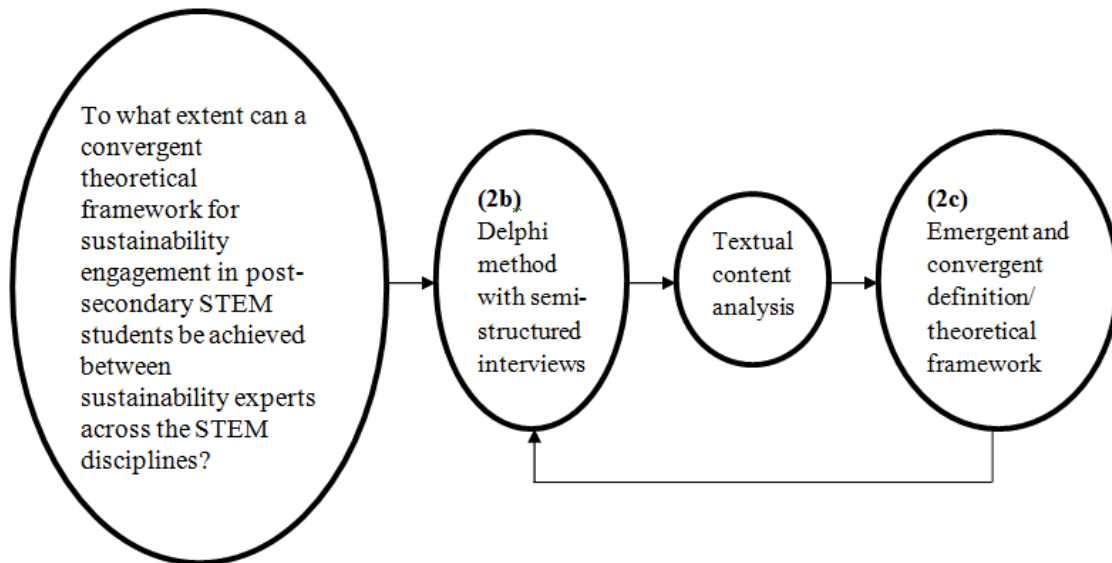 To what extent can a
convergent
theoretical
framework for
sustainability
engagement in post-
secondary STEM
students be achieved
between
sustainability experts
across the STEM
disciplines?
(2b)
Delphi
method
with semi-
structured
interviews
Textual
content
analysis
(2c)
Emergent and
convergent
definition/
theoretical
framework